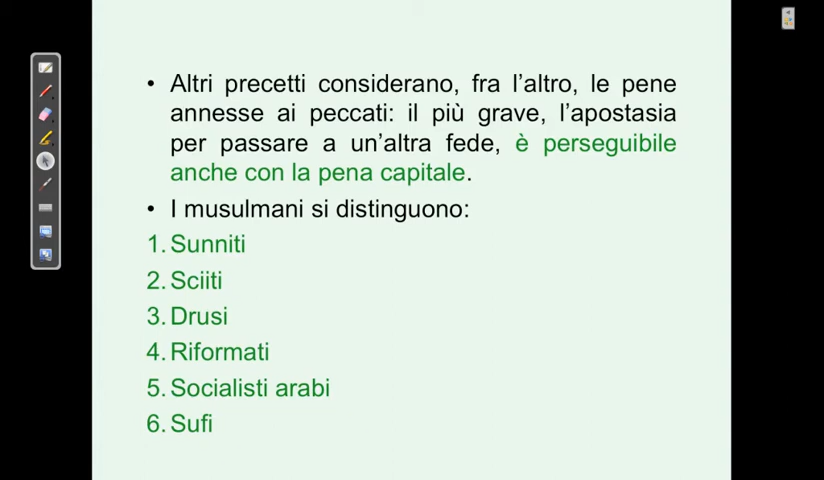 • Altri precetti considerano, fra l’altro, le pene
annesse ai peccati: il più grave, l’apostasia
per passare a un’altra fede, è perseguibile
anche con la pena capitale.
• I musulmani si distinguono:
1. Sunniti
2. Sciiti
3. Drusi
4. Riformati
5. Socialisti arabi
6. Sufi